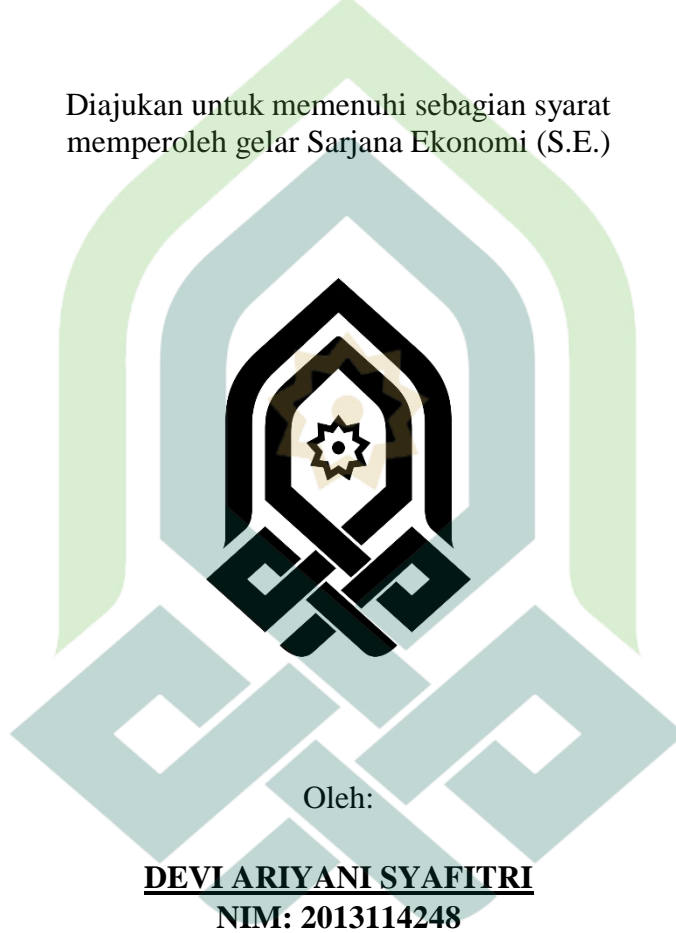 Diajukan untuk memenuhi sebagian syarat
memperoleh gelar Sarjana Ekonomi (S.E.)
Oleh:
DEVI ARIYANI SYAFITRI
NIM: 2013114248